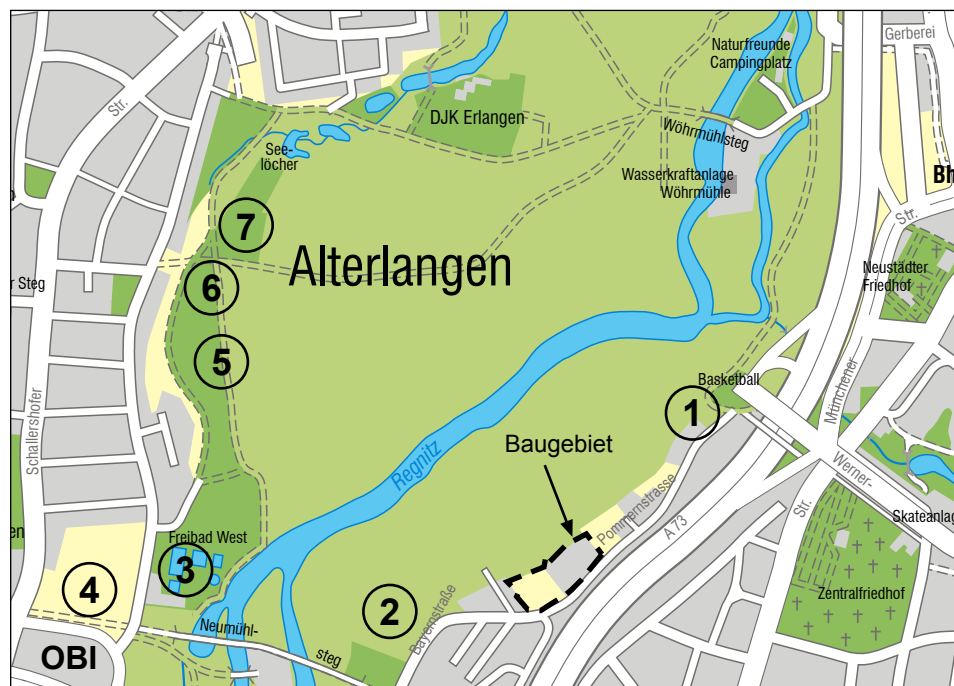 Str.
Naturfreunde
Campingplatz
Gerberei
DJK Erlangen
See-
löcher
Wöhrmühlsteg
Wasserkraftanlage
Wöhrmühle
Bh
Str.
7
Alterlangen
Neustädter
Friedhof
r Steg
6
5
Basketball
1
Münchener
Schallershofer
Regnitz
Baugebiet
Werner-
Pommernstrasse
A 73
Str.
Skateanlag
en
Freibad West
3
4
2
Bayernstraße
Zentralfriedhof
Neumühl-
steg
OBI